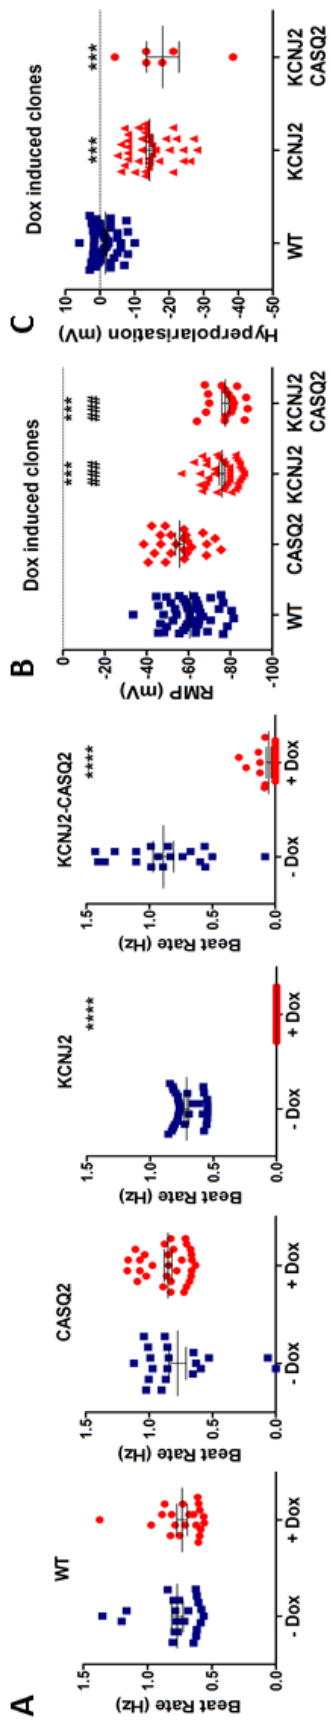 A
WT
Beat Rate (Hz)
1.5
1.0
0.5
0.0
- Dox
+ Dox
CASQ2
Beat Rate (Hz)
1.5
1.0
0.5
0.0
- Dox
+ Dox
KCNJ2
****
Beat Rate (Hz)
1.5
1.0
0.5
0.0
- Dox
+ Dox
KCNJ2-CASQ2
****
Beat Rate (Hz)
1.5
1.0
0.5
0.0
- Dox
+ Dox
B
Dox induced clones
*** ***
### ###
RMP (mV)
0
-20
-40
-60
-80
-100
WT CASQ2 KCNJ2 KCNJ2
CASQ2
C
Dox induced clones
*** ***
Hyperpolarisation (mV)
10
0
-10
-20
-30
-40
-50
WT KCNJ2 KCNJ2
CASQ2